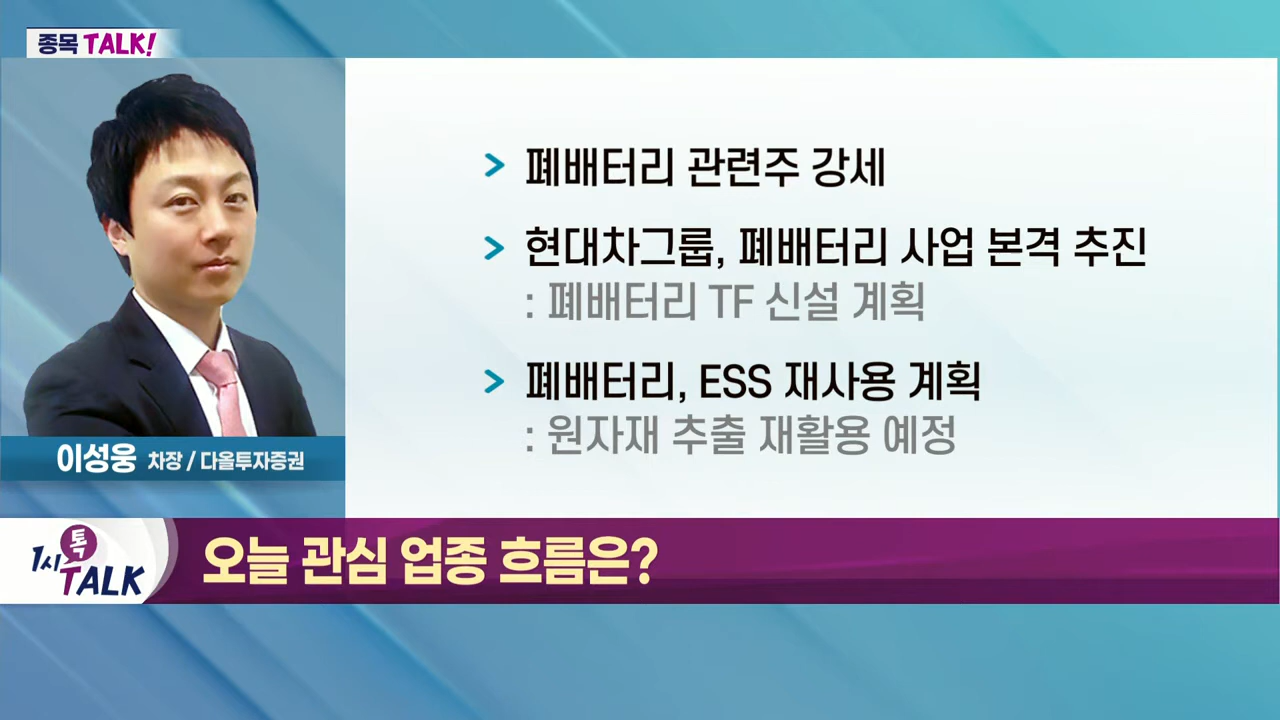 종목 TALK!
> 폐배터리 관련주 강세
> 현대차그룹, 폐배터리 사업 본격 추진
: 폐배터리 TF 신설 계획
> 폐배터리, ESS 재사용 계획
: 원자재 추출 재활용 예정
이성웅 차장 / 다올투자증권
1시 톡 TALK
오늘 관심 업종 흐름은?